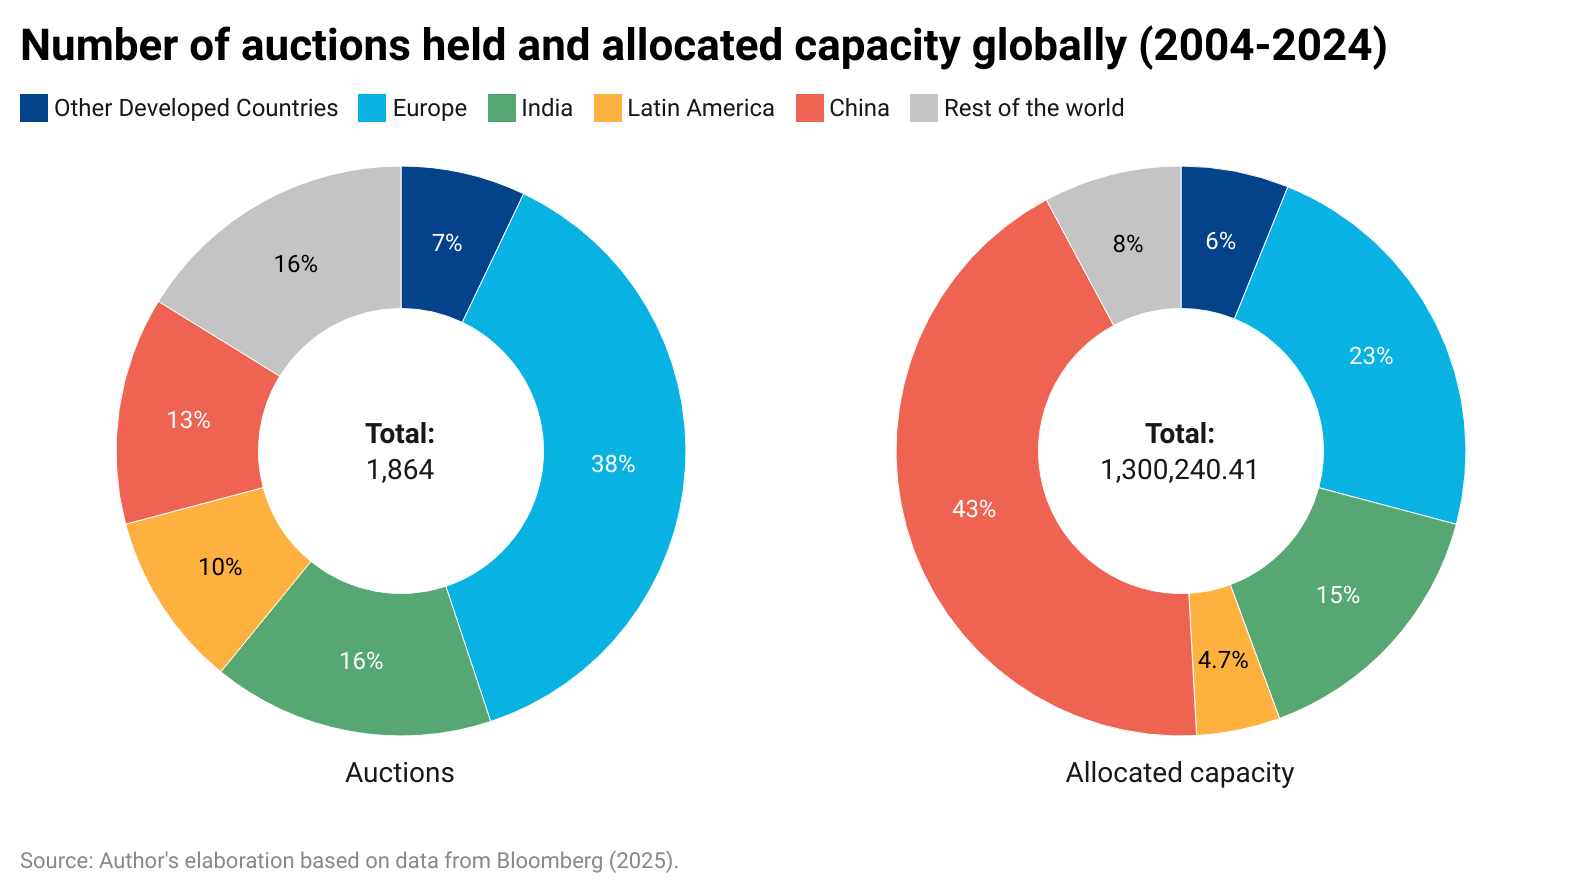 Number of auctions held and allocated capacity globally (2004-2024)
Other Developed Countries Europe India Latin America China Rest of the world
7%
38%
16%
10%
13%
16%
Total:
1,864
Auctions
6%
23%
15%
4.7%
43%
8%
Total:
1,300,240.41
Allocated capacity
Source: Author's elaboration based on data from Bloomberg (2025).